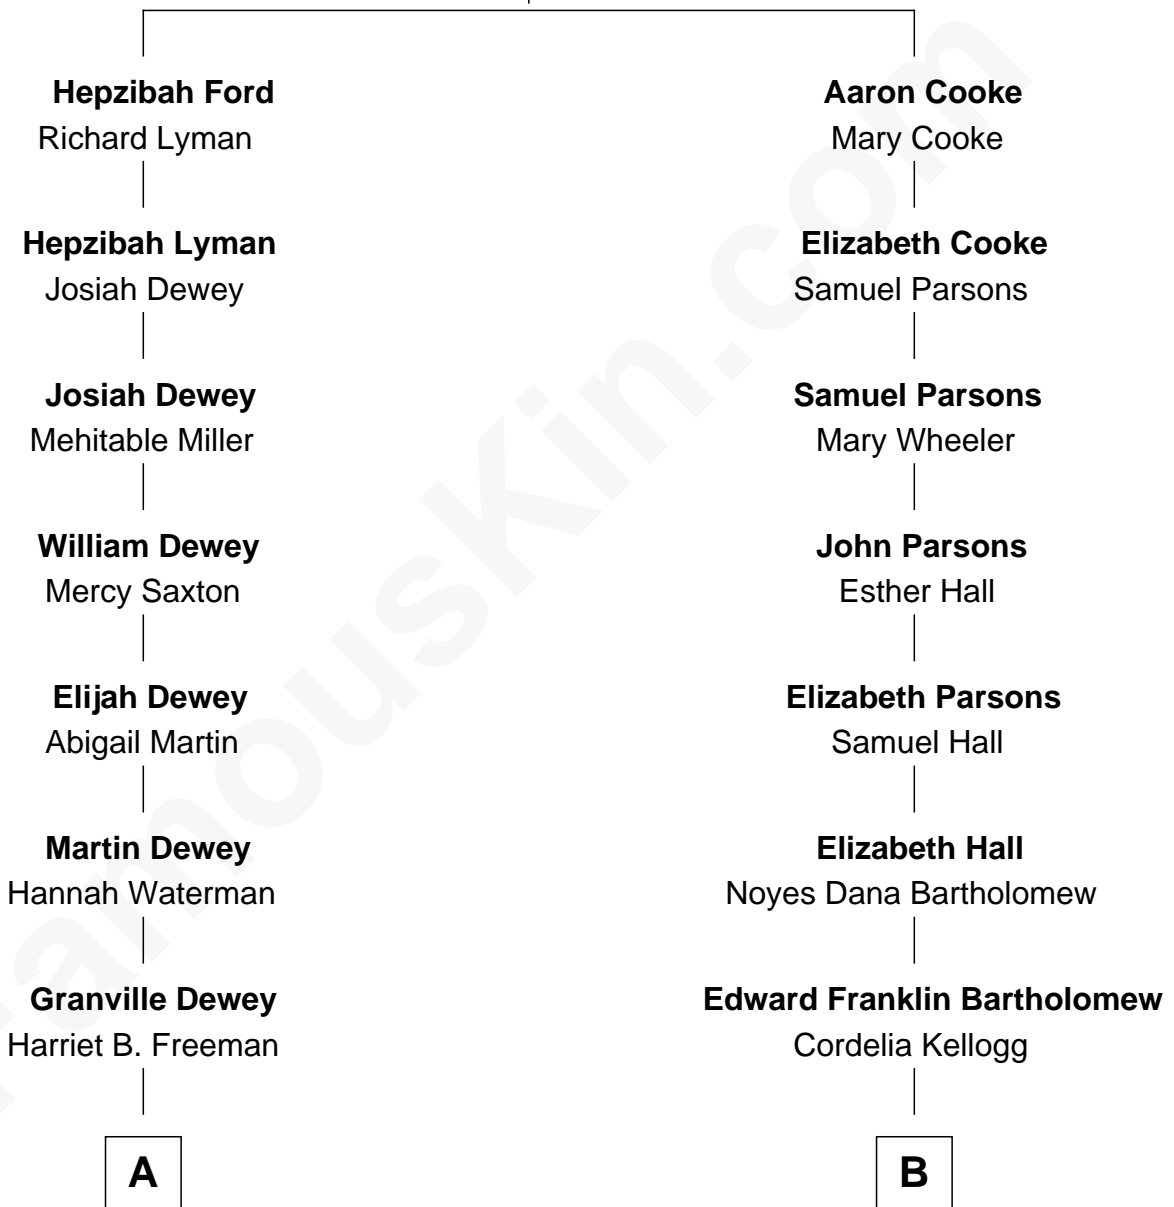 Hepzibah Ford
Richard Lyman
Hepzibah Lyman
Josiah Dewey
Josiah Dewey
Mehitable Miller
William Dewey
Mercy Saxton
Elijah Dewey
Abigail Martin
Martin Dewey
Hannah Waterman
Granville Dewey
Harriet B. Freeman
A
Aaron Cooke
Mary Cooke
Elizabeth Cooke
Samuel Parsons
Samuel Parsons
Mary Wheeler
John Parsons
Esther Hall
Elizabeth Parsons
Samuel Hall
Elizabeth Hall
Noyes Dana Bartholomew
Edward Franklin Bartholomew
Cordelia Kellogg
B
FamousKin.com